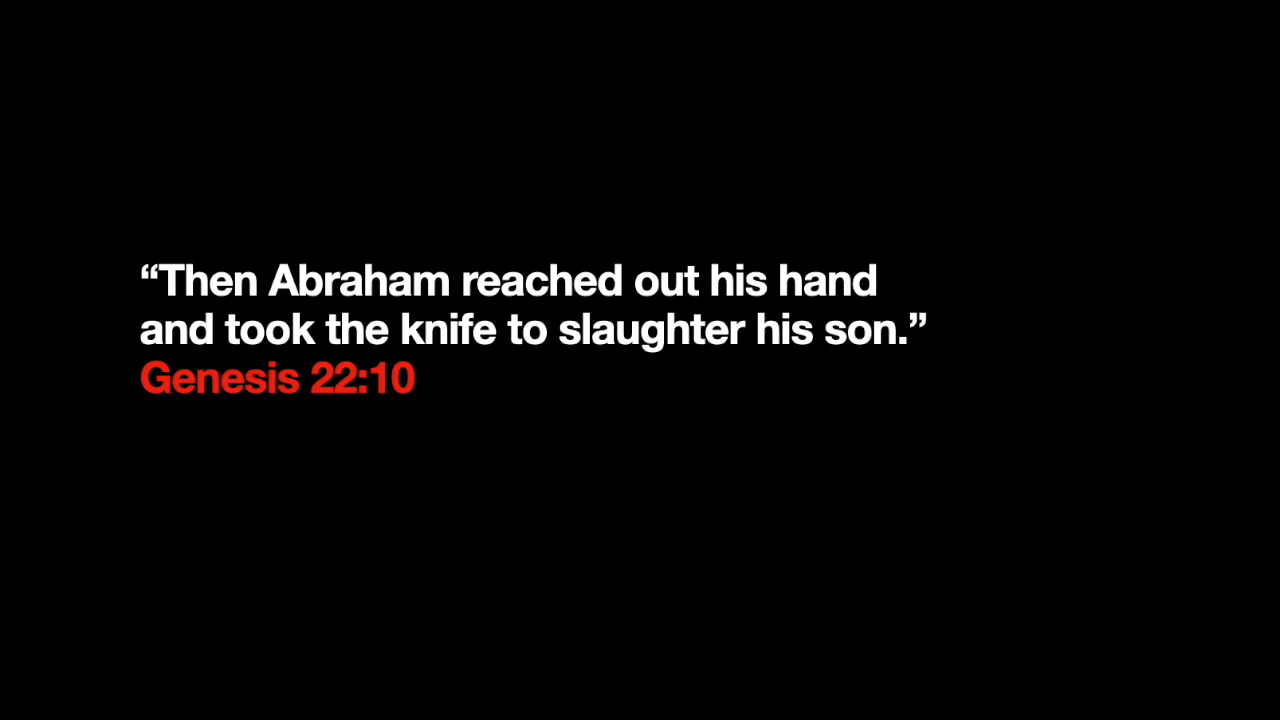 “Then Abraham reached out his hand
and took the knife to slaughter his son.”
Genesis 22:10